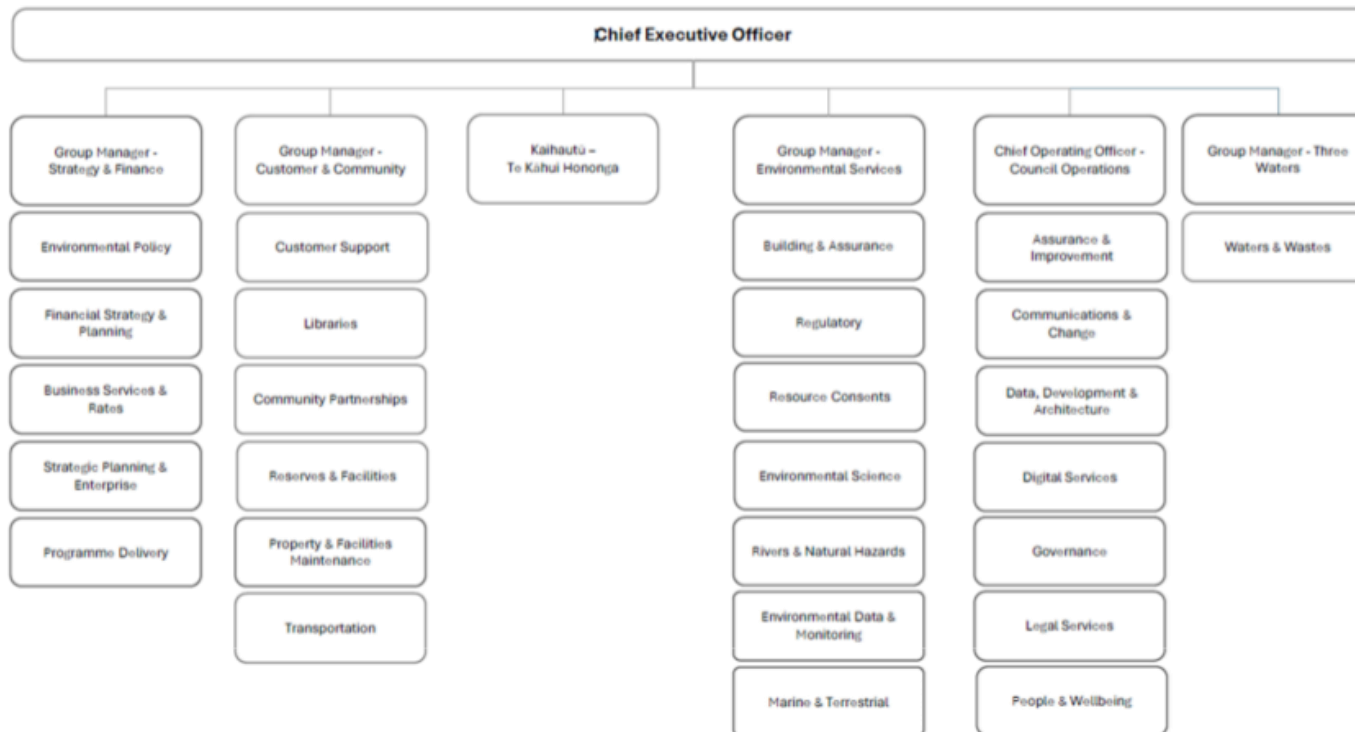 Chief Executive Officer
Group Manager -
Strategy & Finance
Environmental Policy
Financial Strategy &
Planning
Business Services &
Rates
Strategic Planning &
Enterprise
Programme Delivery
Group Manager -
Customer & Community
Customer Support
Libraries
Community Partnerships
Reserves & Facilities
Property & Facilities
Maintenance
Transportation
Kaihautū –
Te Kāhui Hononga
Group Manager -
Environmental Services
Building & Assurance
Regulatory
Resource Consents
Environmental Science
Rivers & Natural Hazards
Environmental Data &
Monitoring
Marine & Terrestrial
Chief Operating Officer -
Council Operations
Assurance &
Improvement
Communications &
Change
Data, Development &
Architecture
Digital Services
Governance
Legal Services
People & Wellbeing
Group Manager - Three
Waters
Waters & Wastes